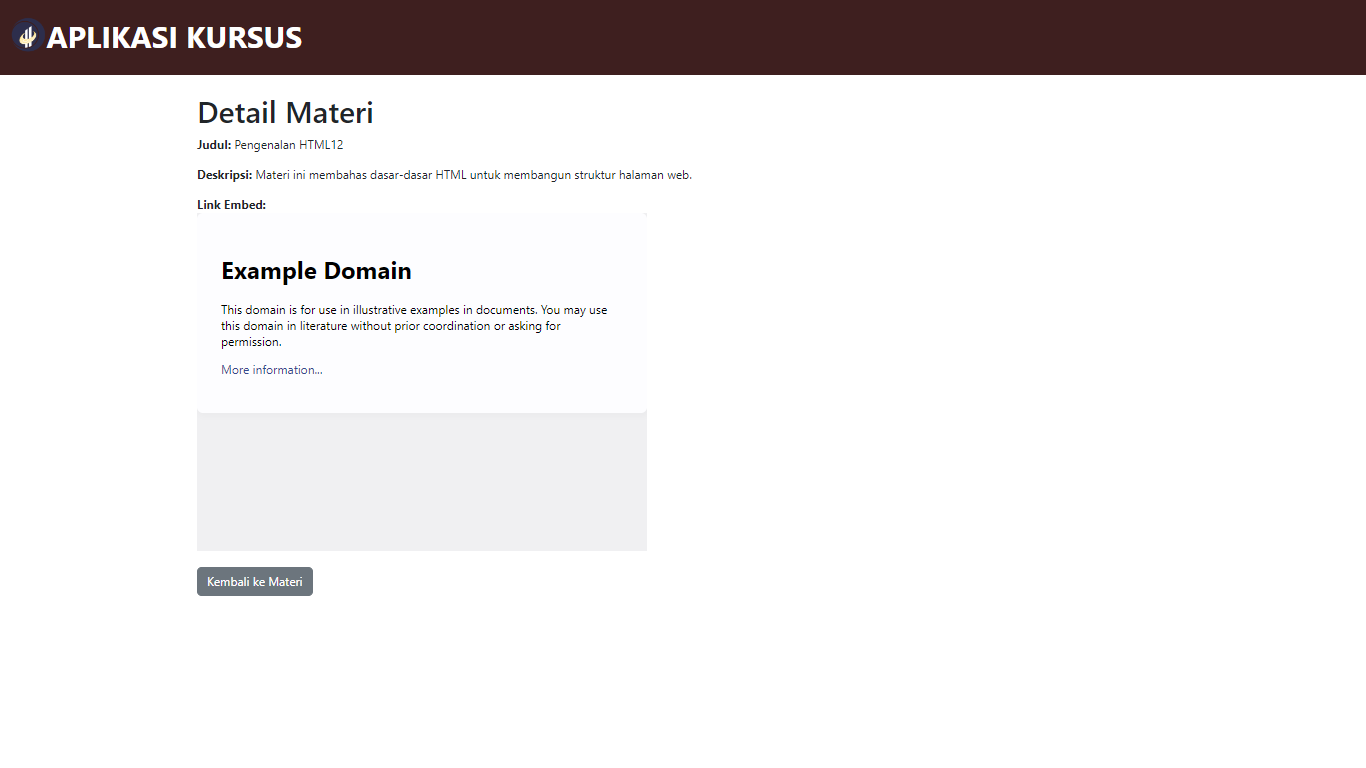 APLIKASI KURSUS
Detail Materi
Judul: Pengenalan HTML12
Deskripsi: Materi ini membahas dasar-dasar HTML untuk membangun struktur halaman web.
Link Embed:
Example Domain
This domain is for use in illustrative examples in documents. You may use
this domain in literature without prior coordination or asking for
permission.
More information...
Kembali ke Materi